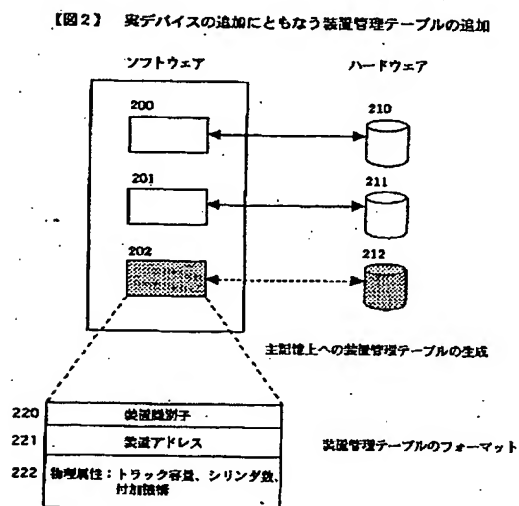 【図2】 実デバイスの追加にともなう装置管理テーブルの追加
ソフトウェア
ハードウェア
200
210
201
211
202
212
主記憶上への装置管理テーブルの生成
220 装置識別子
221 装置アドレス
装置管理テーブルのフォーマット
222 物理属性：トラック容量、シリンダ数、
付加機構